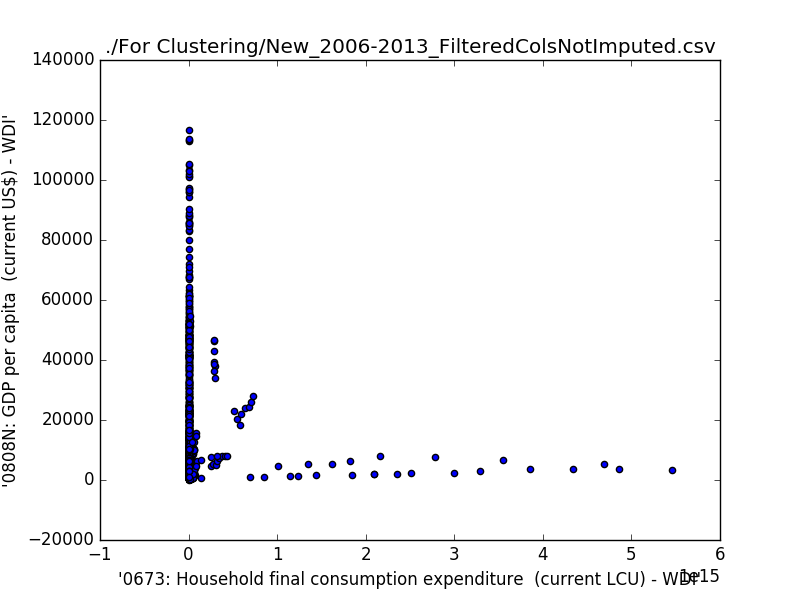 ./For Clustering/New_2006-2013_FilteredColsNotImputed.csv
140000
120000
100000
80000
60000
40000
20000
0
−20000
'0808N: GDP per capita (current US$) - WDI'
−1 0 1 2 3 4 5 6
1e15
'0673: Household final consumption expenditure (current LCU) - WDI'